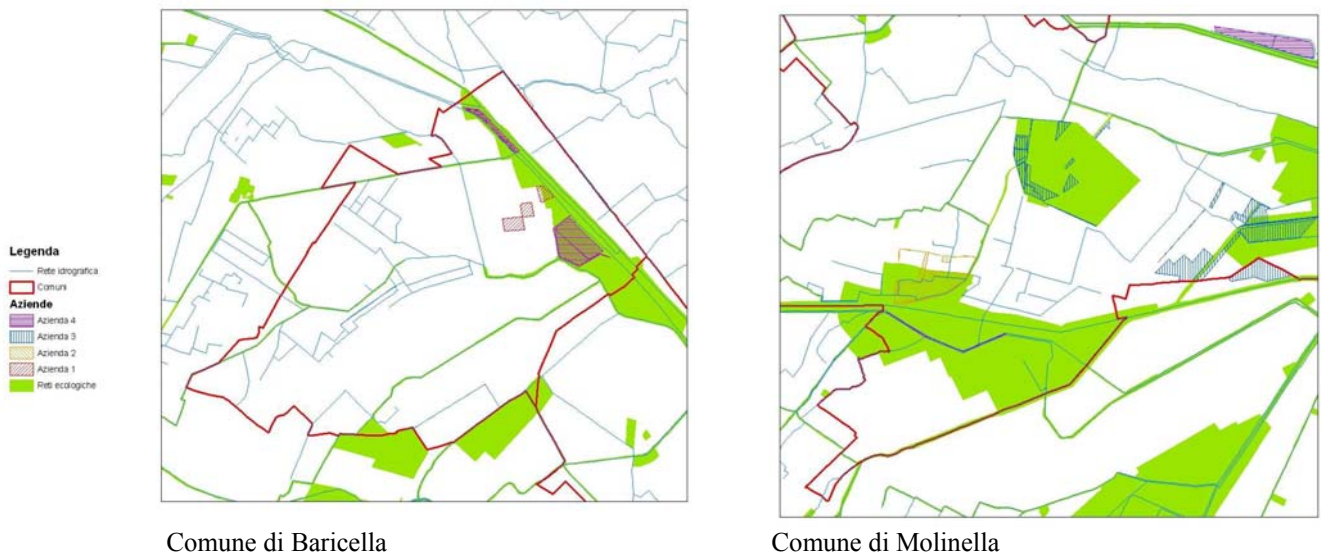 Legenda
Rete idrografica
Comuni
Aziende
Azienda 4
Azienda 3
Azienda 2
Azienda 1
Reti ecologiche
Comune di Baricella
Comune di Molinella